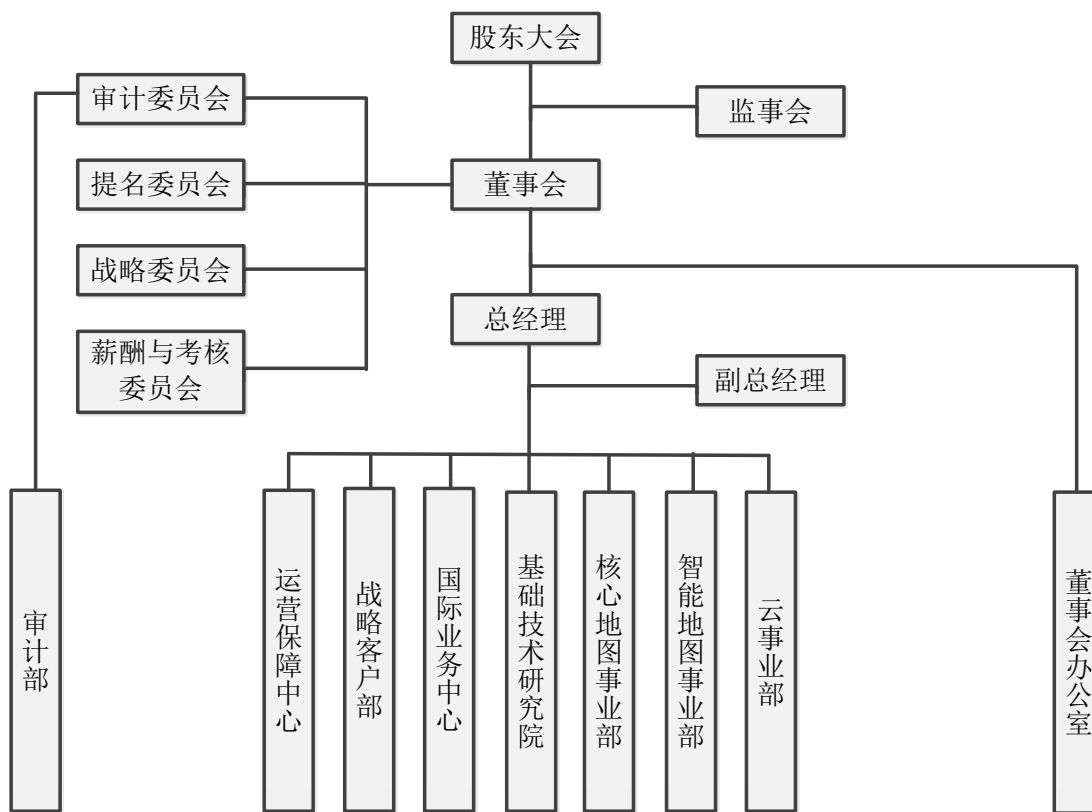 股东大会
审计委员会
监事会
提名委员会
董事会
战略委员会
总经理
薪酬与考核
委员会
副总经理
审计部
运营保障中心
战略客户部
国际业务中心
基础技术研究院
核心地图事业部
智能地图事业部
云事业部
董事会办公室